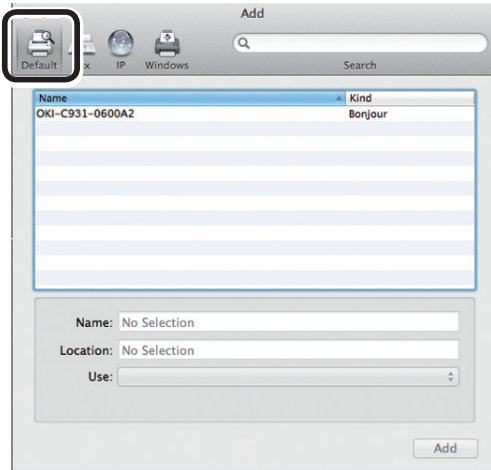 Add
Default x IP Windows Search
Name Kind
OKI-C931-0600A2 Bonjour
Name: No Selection
Location: No Selection
Use:
Add